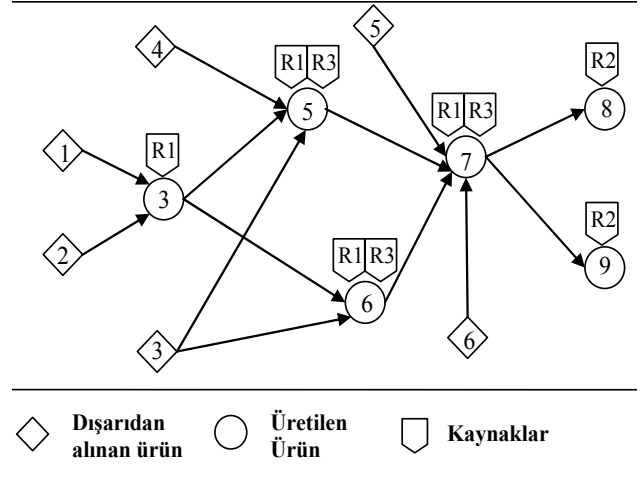 5
4
R1 R3
R2
5
R1 R3
8
1
R1
7
3
2
R2
R1 R3
9
6
3
6
Dışarıdan
alınan ürün
Üretilen
Ürün
Kaynaklar